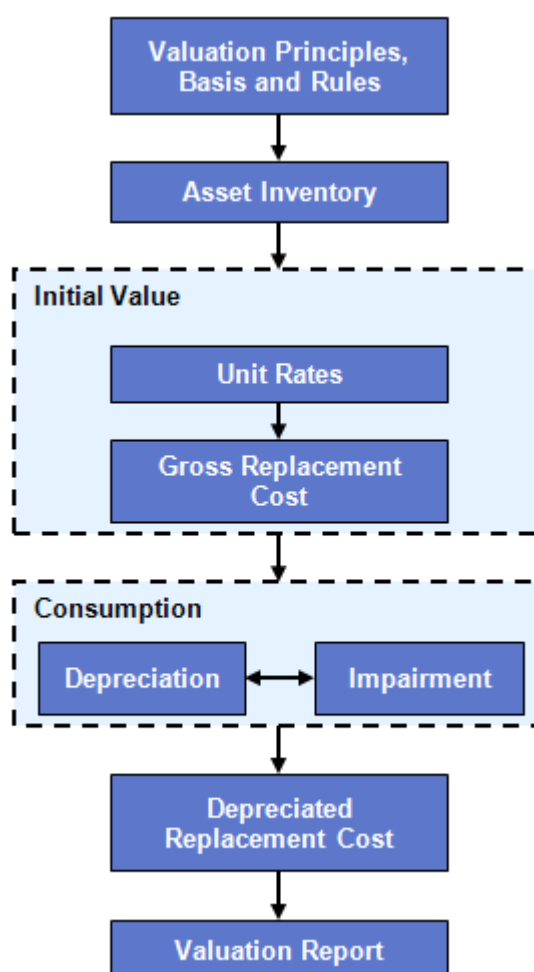 Valuation Principles,
Basis and Rules
Asset Inventory
Initial Value
Unit Rates
Gross Replacement
Cost
Consumption
Depreciation
Impairment
Depreciated
Replacement Cost
Valuation Report